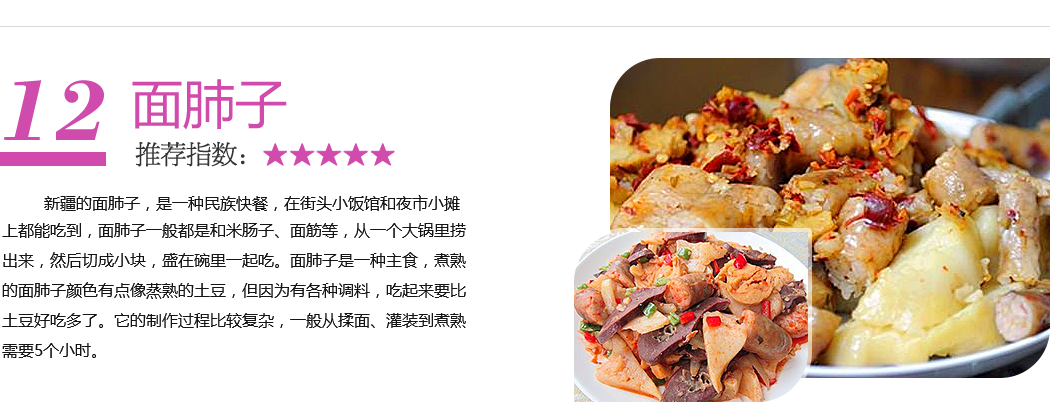 12 面肺子
推荐指数：★★★★★
新疆的面肺子，是一种民族快餐，在街头小饭馆和夜市小摊
上都能吃到，面肺子一般都是和米肠子、面筋等，从一个大锅里捞
出来，然后切成小块，盛在碗里一起吃。面肺子是一种主食，煮熟
的面肺子颜色有点像蒸熟的土豆，但因为有各种调料，吃起来要比
土豆好吃多了。它的制作过程比较复杂，一般从揉面、灌装到煮熟
需要5个小时。